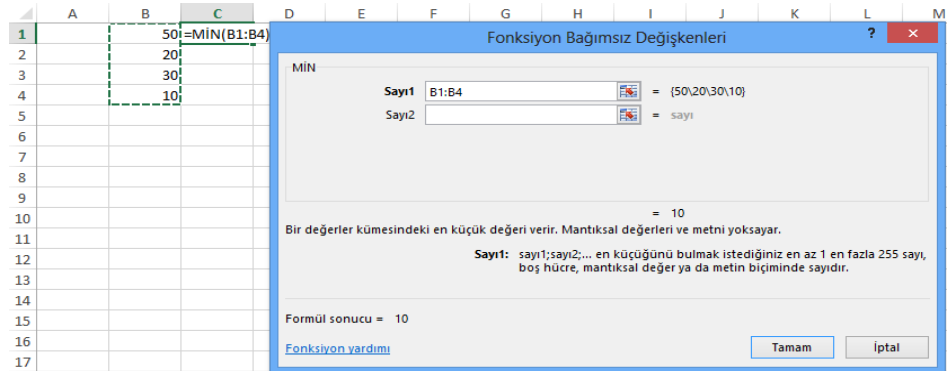 A B C D E F G H I J K L M
1 50 =MİN(B1:B4)
2 20
3 30
4 10
5
6
7
8
9
10
11
12
13
14
15
16
17
Fonksiyon Bağımsız Değişkenleri ? ×
MİN
Sayı1 B1:B4 = {50\20\30\10}
Sayı2 = sayı
= 10
Bir değerler kümesindeki en küçük değeri verir. Mantıksal değerleri ve metni yoksayar.
Sayı1: sayı1;sayı2;... en küçüğünü bulmak istediğiniz en az 1 en fazla 255 sayı,
boş hücre, mantıksal değer ya da metin biçiminde sayıdır.
Formül sonucu = 10
Fonksiyon yardımı
Tamam İptal